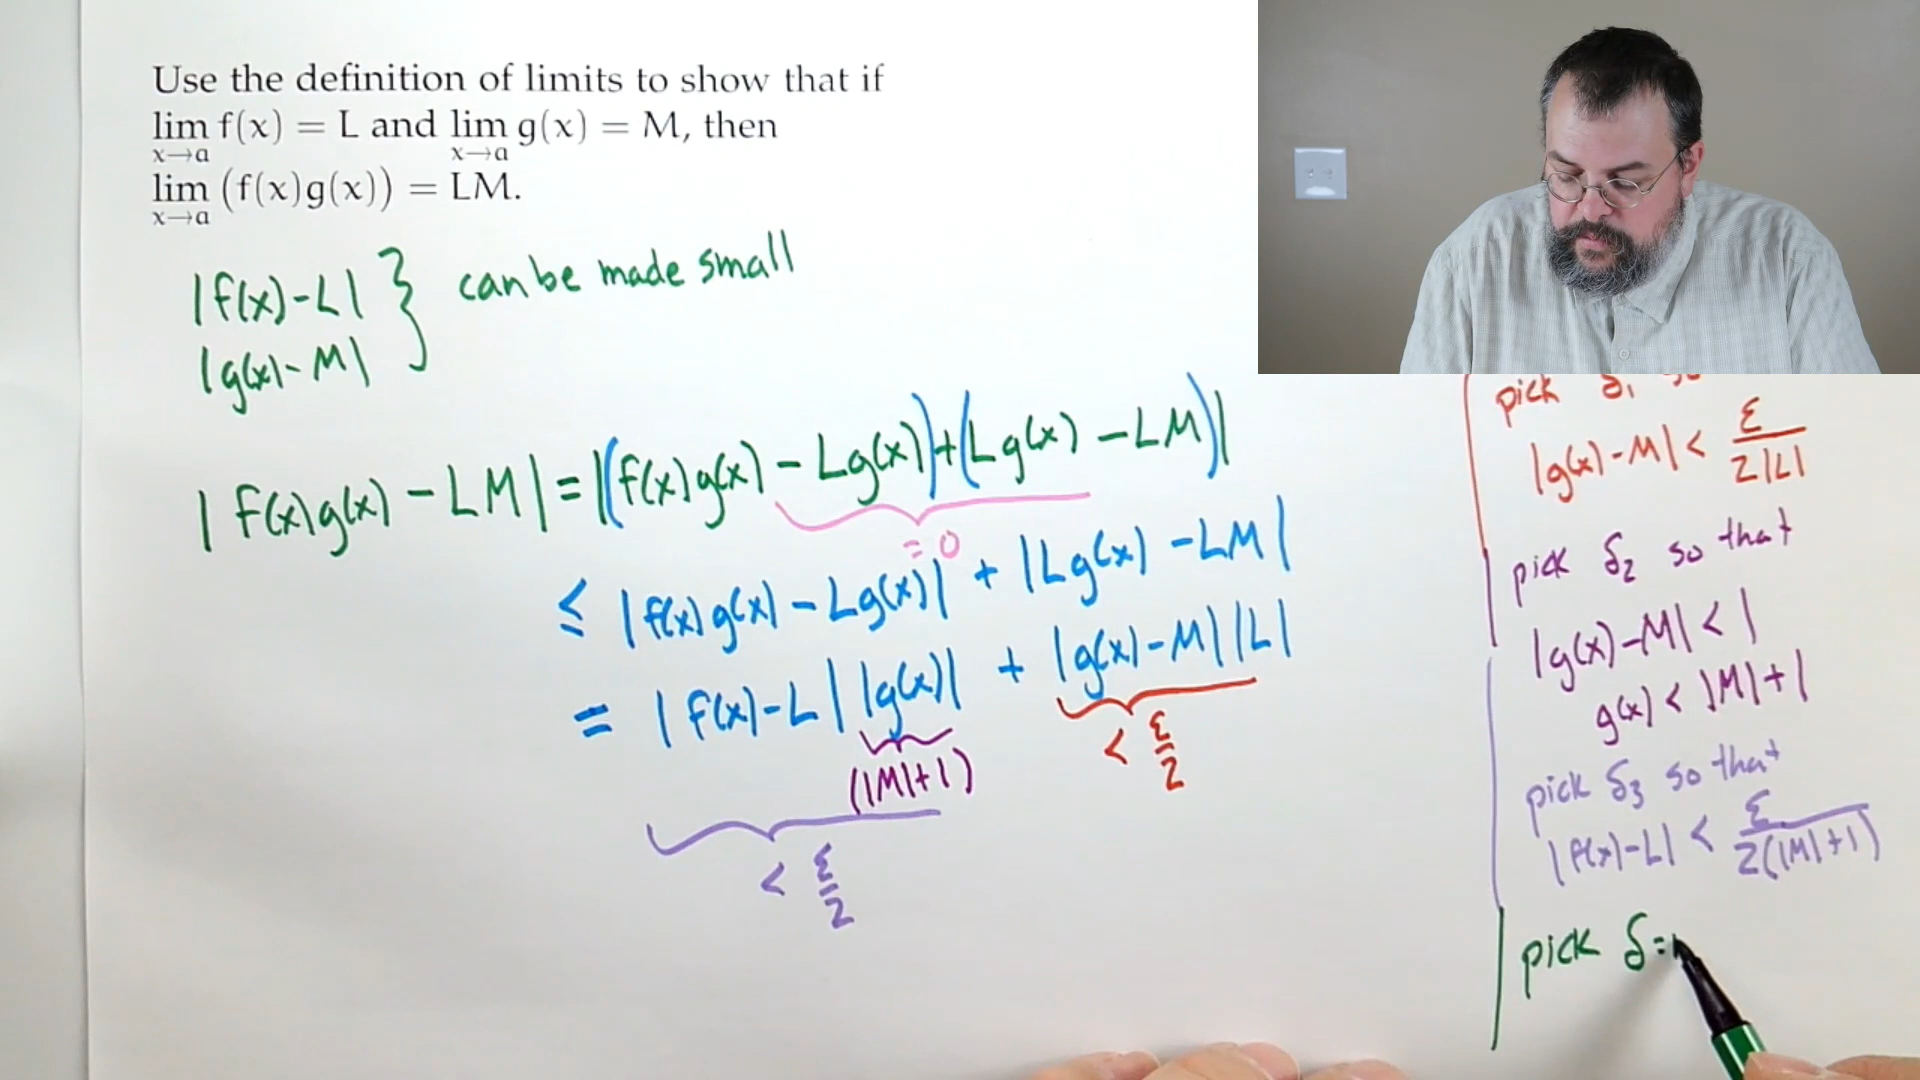 Use the definition of limits to show that if
lim x→a f(x) = L and lim x→a g(x) = M, then
lim x→a (f(x)g(x)) = LM.
|f(x)-L| } can be made small
|g(x)-M|
|f(x)g(x) - LM| = |(f(x)g(x) - Lg(x)) + (Lg(x) - LM)|
= 0
≤ |f(x)g(x) - Lg(x)| + |Lg(x) - LM|
= |f(x)-L||g(x)| + |g(x)-M||L|
(|M|+1)
< ε/2
< ε/2
pick δ₁
|g(x)-M| < ε/2|L|
pick δ₂ so that
|g(x)-M| < 1
g(x) < |M|+1
pick δ₃ so that
|f(x)-L| < ε/2(|M|+1)
pick δ=